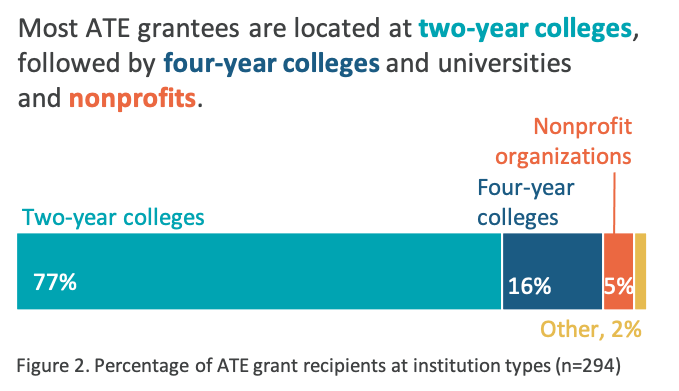 Most ATE grantees are located at two-year colleges,
followed by four-year colleges and universities
and nonprofits.
Nonprofit
organizations
Four-year
colleges
Two-year colleges
77%
16%
5%
Other, 2%
Figure 2. Percentage of ATE grant recipients at institution types (n=294)